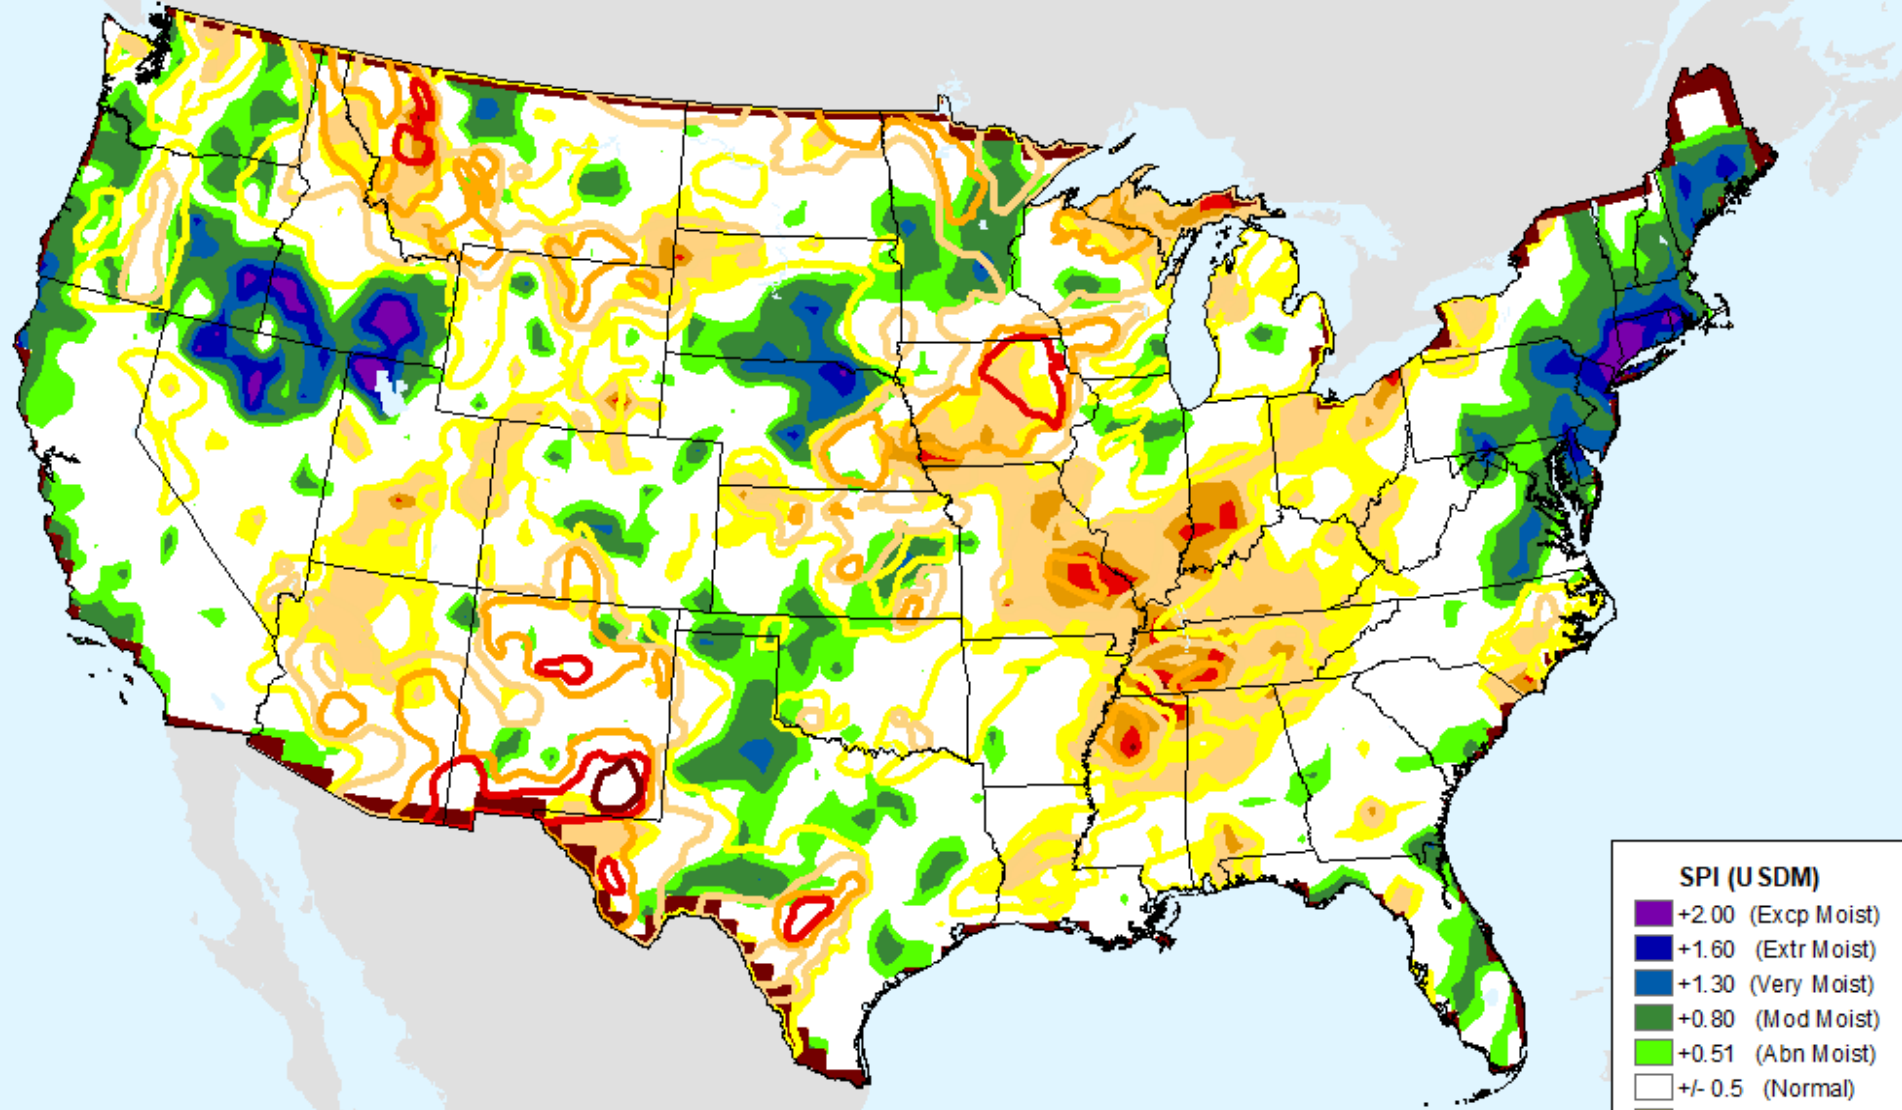 SPI (USDM)
+2.00 (Excp Moist)
+1.60 (Extr Moist)
+1.30 (Very Moist)
+0.80 (Mod Moist)
+0.51 (Abn Moist)
+/- 0.5 (Normal)